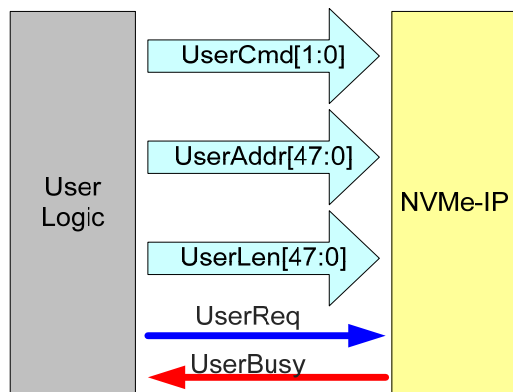 UserCmd[1:0]
UserAddr[47:0]
User
Logic
NVMe-IP
UserLen[47:0]
UserReq
UserBusy